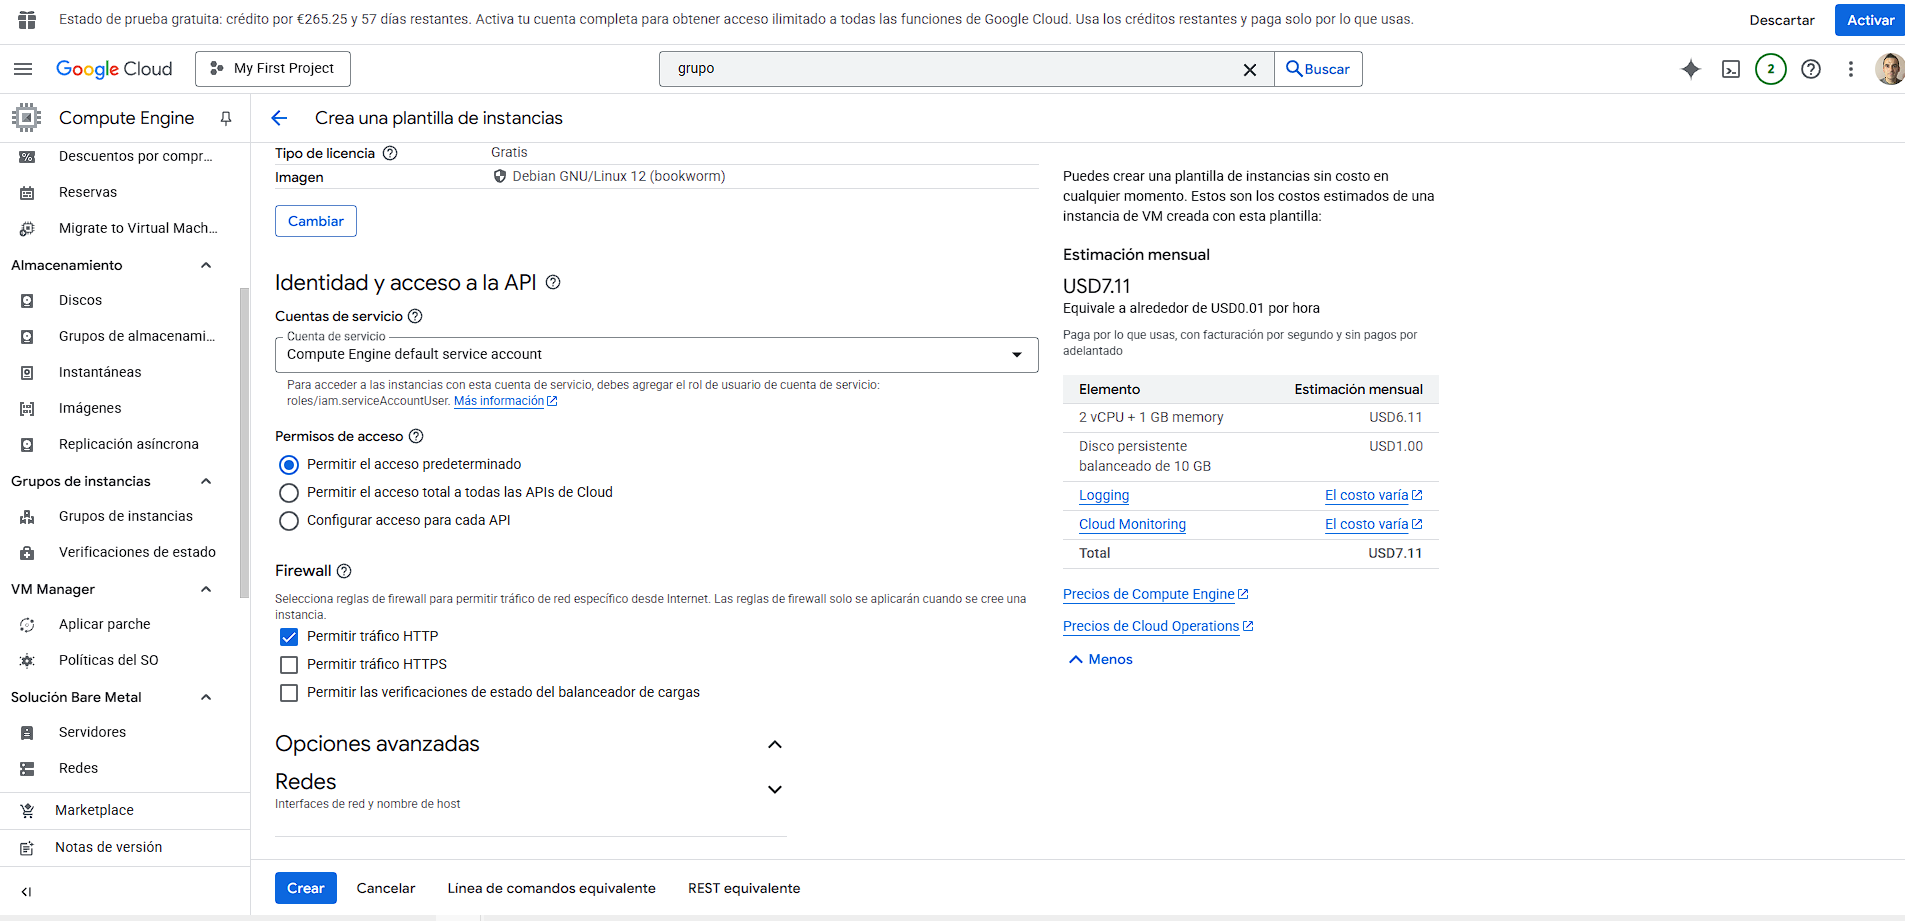 Estado de prueba gratuita: crédito por €265.25 y 57 días restantes. Activa tu cuenta completa para obtener acceso ilimitado a todas las funciones de Google Cloud. Usa los créditos restantes y paga solo por lo que usas.
Descartar
Activar
Google Cloud
My First Project
grupo
Buscar
2
Compute Engine
Descuentos por compr...
Reservas
Migrate to Virtual Mach...
Almacenamiento
Discos
Grupos de almacenami...
Instantáneas
Imágenes
Replicación asíncrona
Grupos de instancias
Grupos de instancias
Verificaciones de estado
VM Manager
Aplicar parche
Políticas del SO
Solución Bare Metal
Servidores
Redes
Marketplace
Notas de versión
Crea una plantilla de instancias
Tipo de licencia
Gratis
Imagen
Debian GNU/Linux 12 (bookworm)
Cambiar
Identidad y acceso a la API
Cuentas de servicio
Cuenta de servicio
Compute Engine default service account
Para acceder a las instancias con esta cuenta de servicio, debes agregar el rol de usuario de cuenta de servicio:
roles/iam.serviceAccountUser. Más información
Permisos de acceso
Permitir el acceso predeterminado
Permitir el acceso total a todas las APIs de Cloud
Configurar acceso para cada API
Firewall
Selecciona reglas de firewall para permitir tráfico de red específico desde Internet. Las reglas de firewall solo se aplicarán cuando se cree una
instancia.
Permitir tráfico HTTP
Permitir tráfico HTTPS
Permitir las verificaciones de estado del balanceador de cargas
Opciones avanzadas
Redes
Interfaces de red y nombre de host
Crear
Cancelar
Línea de comandos equivalente
REST equivalente
Puedes crear una plantilla de instancias sin costo en
cualquier momento. Estos son los costos estimados de una
instancia de VM creada con esta plantilla:
Estimación mensual
USD7.11
Equivale a alrededor de USD0.01 por hora
Paga por lo que usas, con facturación por segundo y sin pagos por
adelantado
Elemento
Estimación mensual
2 vCPU + 1 GB memory
USD6.11
Disco persistente
balanceado de 10 GB
USD1.00
Logging
El costo varía
Cloud Monitoring
El costo varía
Total
USD7.11
Precios de Compute Engine
Precios de Cloud Operations
Menos